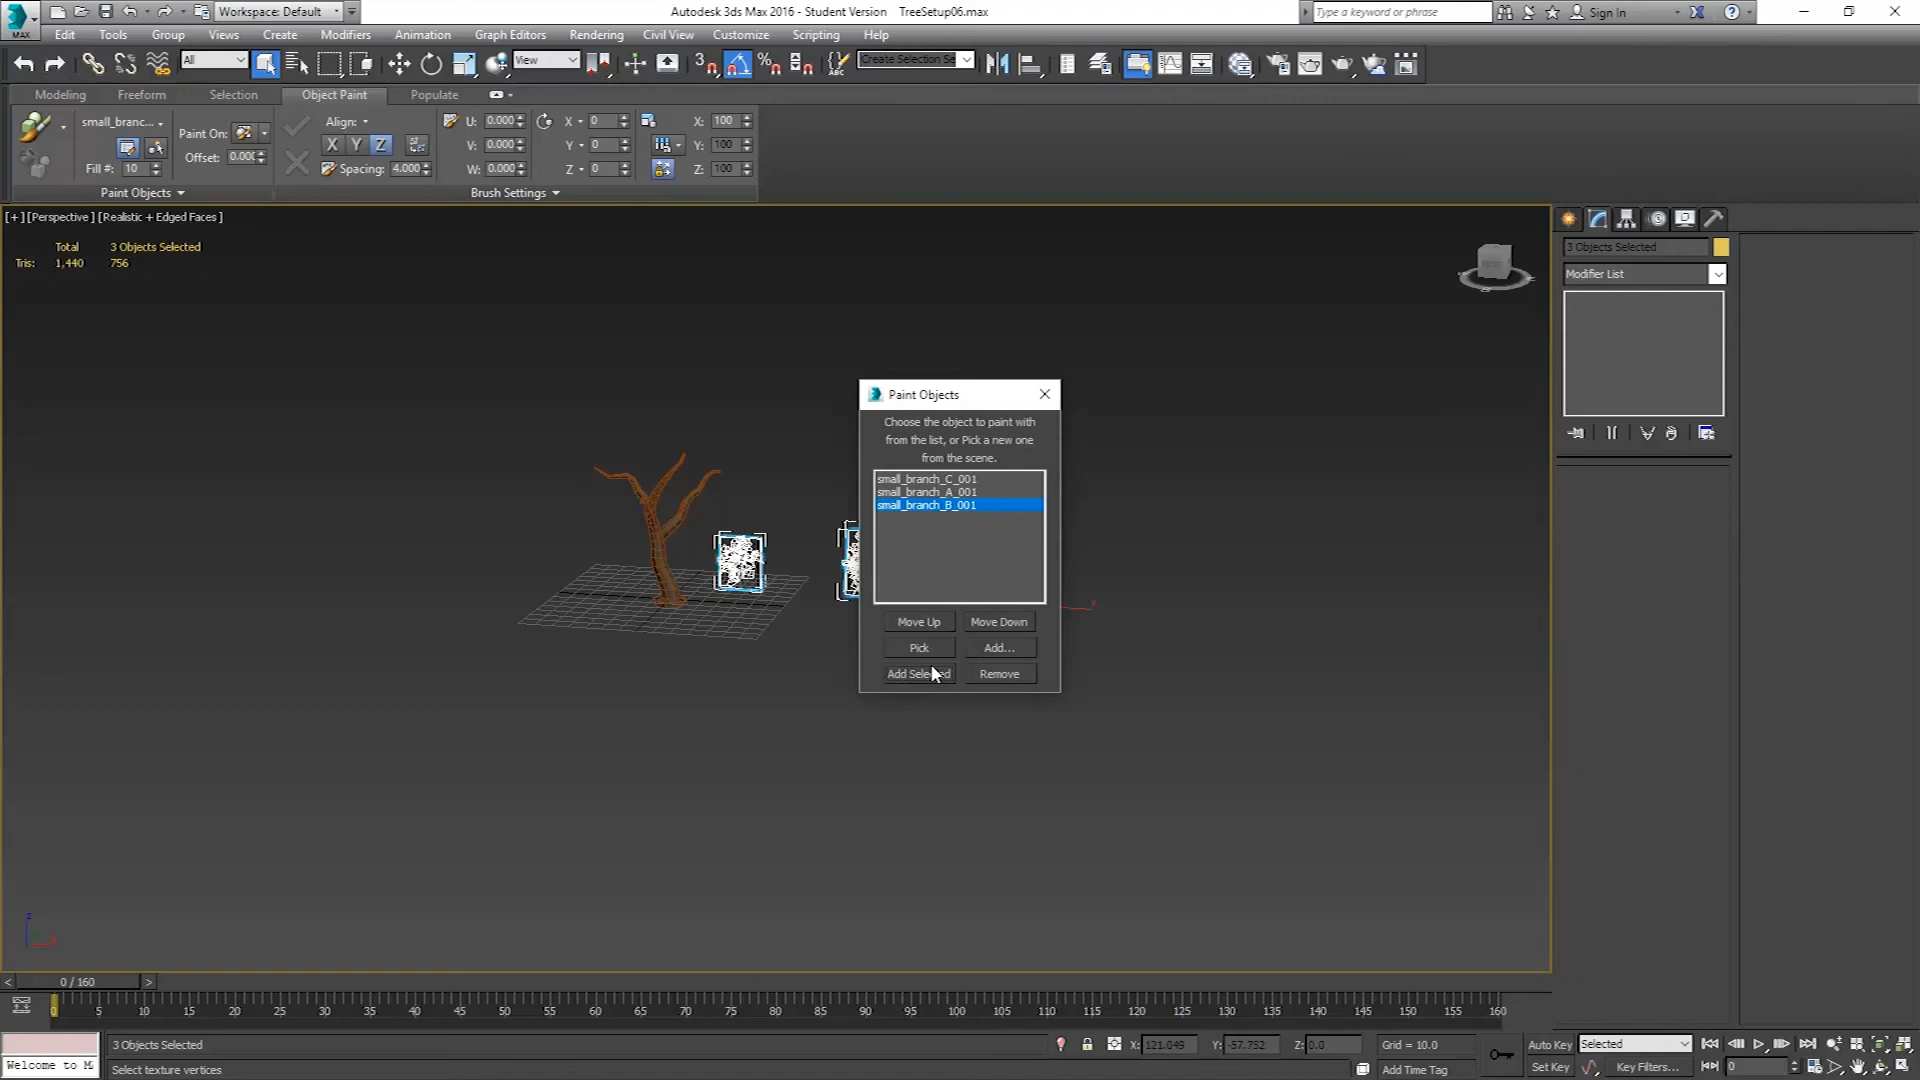 Workspace: Default
Autodesk 3ds Max 2016 - Student Version TreeSetup06.max
Type a keyword or phrase
Sign In
MAX
Edit Tools Group Views Create Modifiers Animation Graph Editors Rendering Civil View Customize Scripting Help
All
View
Create Selection Se
Modeling Freeform Selection Object Paint Populate
small_branc...
Paint On:
Align:
U: 0.000 X 0 X: 100
Offset: 0.000
X Y Z
V: 0.000 Y 0 Y: 100
Fill #: 10
Spacing: 4.000
W: 0.000 Z 0 Z: 100
Paint Objects
Brush Settings
[+] [Perspective] [Realistic + Edged Faces]
Total 3 Objects Selected
Tris: 1,440 756
3 Objects Selected
Modifier List
Paint Objects
Choose the object to paint with
from the list, or Pick a new one
from the scene.
small_branch_C_001
small_branch_A_001
small_branch_B_001
Move Up Move Down
Pick Add...
Add Selected Remove
x
z
< 0 / 160 >
0 5 10 15 20 25 30 35 40 45 50 55 60 65 70 75 80 85 90 95 100 105 110 115 120 125 130 135 140 145 150 155 160
3 Objects Selected
X: 121.049 Y: -57.752 Z: 0.0 Grid = 10.0
Auto Key Selected
Welcome to M
Select texture vertices
Add Time Tag
Set Key Key Filters... 0